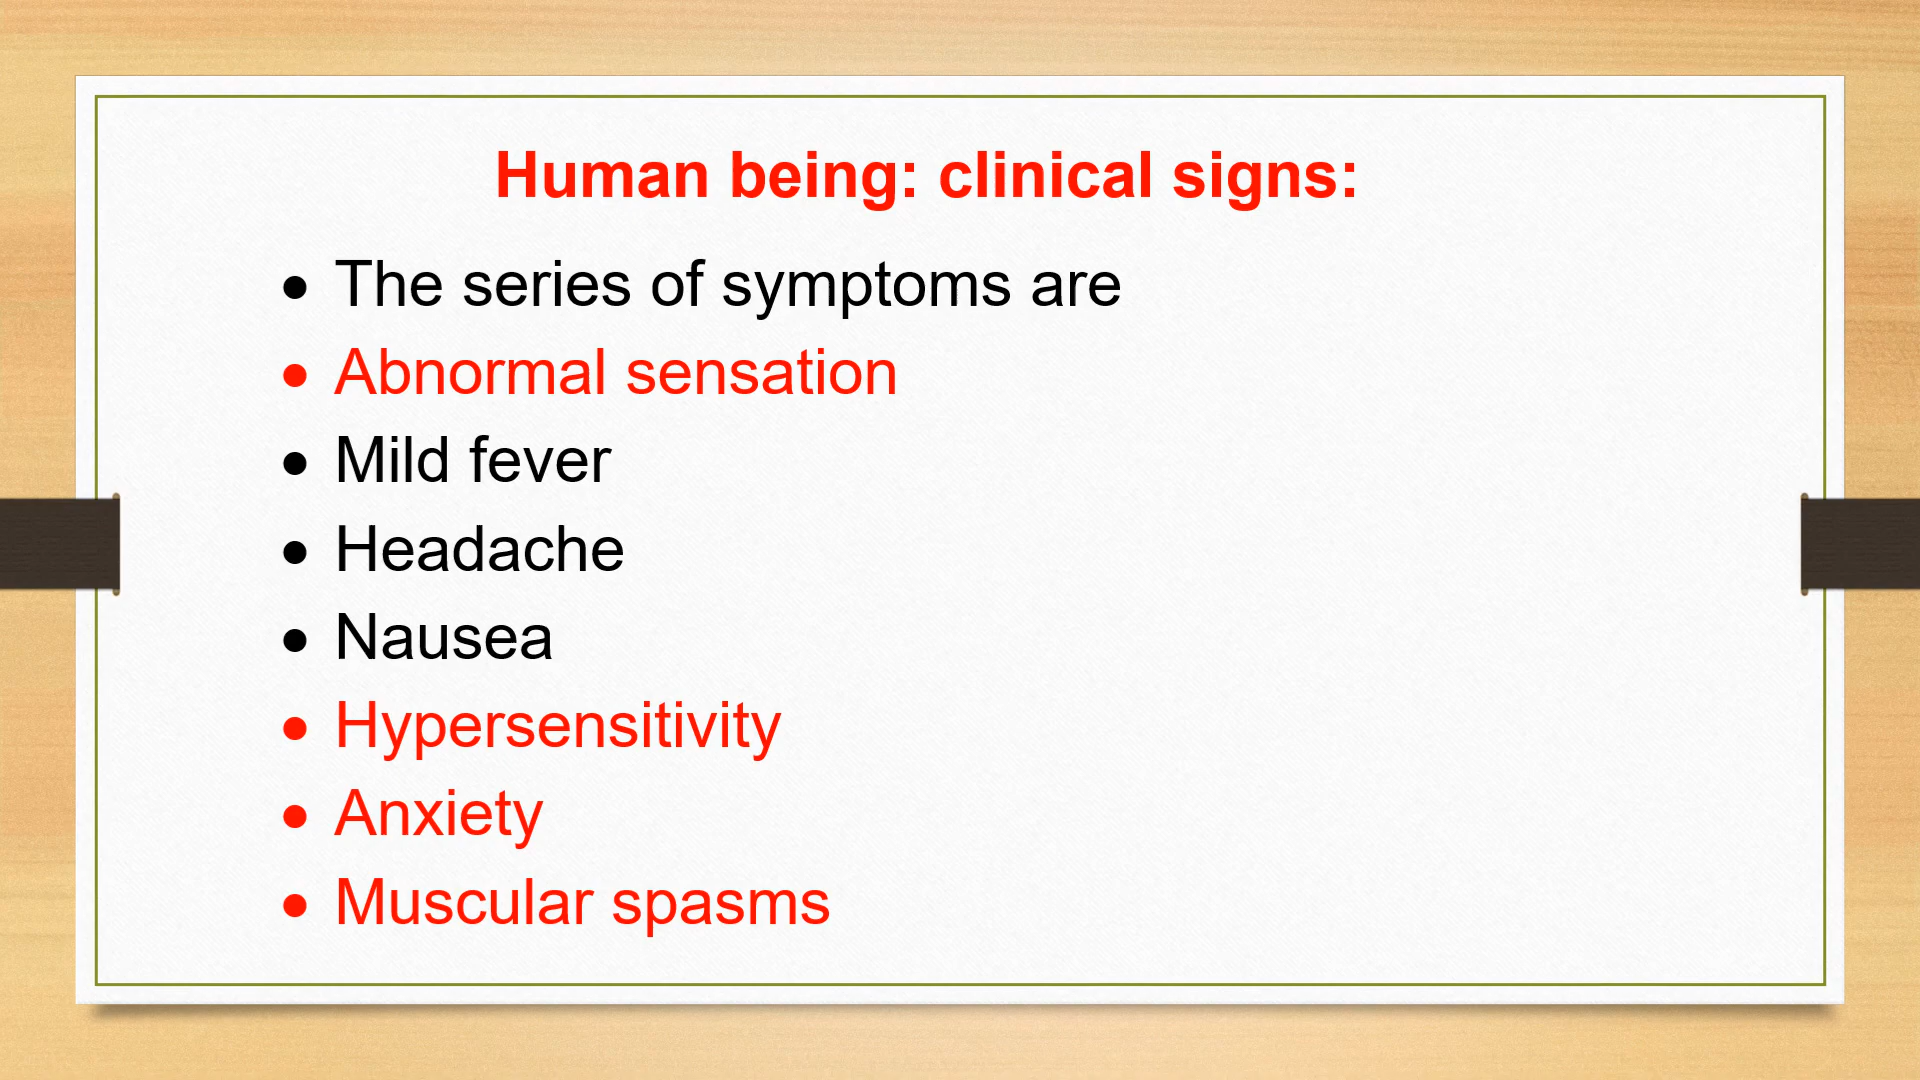 Human being: clinical signs:
• The series of symptoms are
• Abnormal sensation
• Mild fever
• Headache
• Nausea
• Hypersensitivity
• Anxiety
• Muscular spasms